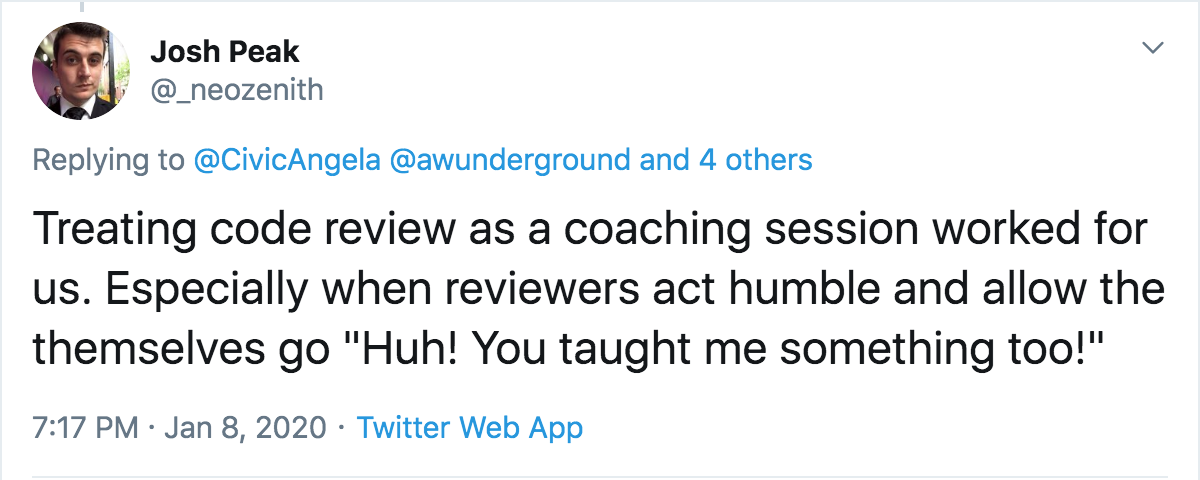 Josh Peak
@_neozenith
Replying to @CivicAngela @awunderground and 4 others
Treating code review as a coaching session worked for
us. Especially when reviewers act humble and allow the
themselves go "Huh! You taught me something too!"
7:17 PM · Jan 8, 2020 · Twitter Web App